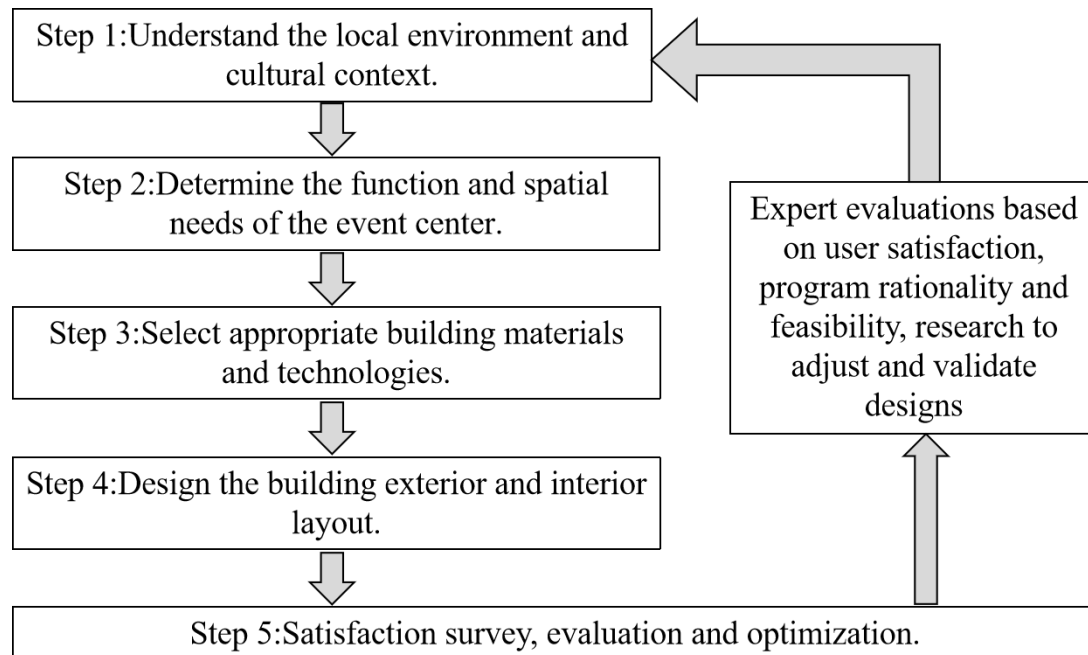 Step 1:Understand the local environment and
cultural context.
Step 2:Determine the function and spatial
needs of the event center.
Step 3:Select appropriate building materials
and technologies.
Step 4:Design the building exterior and interior
layout.
Step 5:Satisfaction survey, evaluation and optimization.
Expert evaluations based
on user satisfaction,
program rationality and
feasibility, research to
adjust and validate
designs